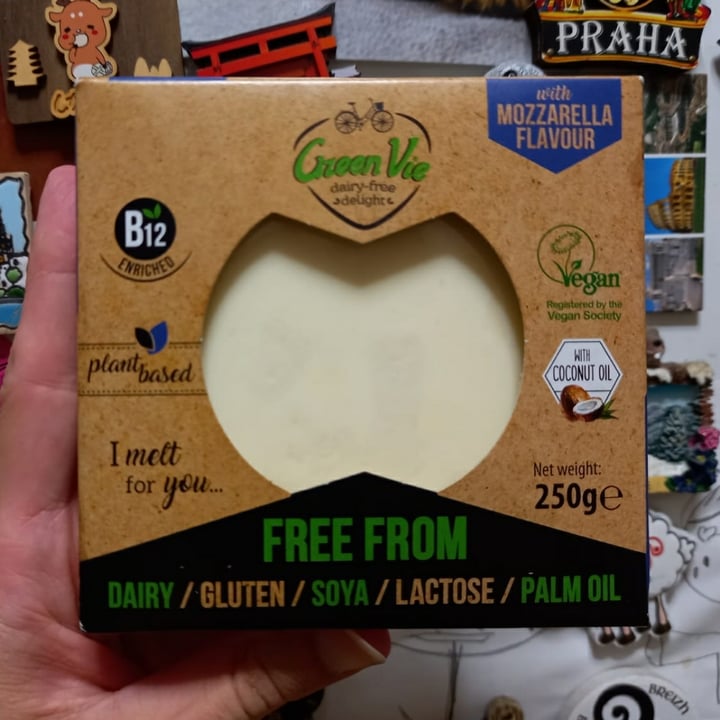 PRAHA
with
MOZZARELLA
FLAVOUR
Green Vie
dairy-free
delight
B12
ENRICHED
Vegan
Registered by the
Vegan Society
plant based
WITH
COCONUT OIL
I melt
for you...
Net weight:
250g℮
FREE FROM
DAIRY / GLUTEN / SOYA / LACTOSE / PALM OIL
BREIZH